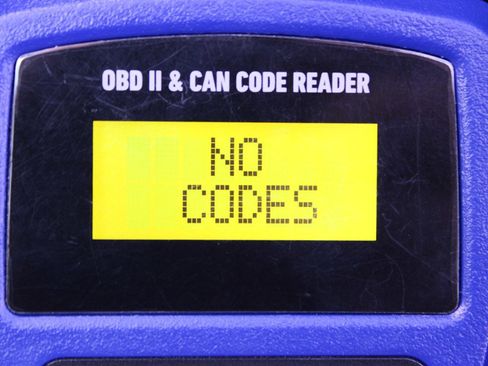 OBD II & CAN CODE READER
NO
CODES